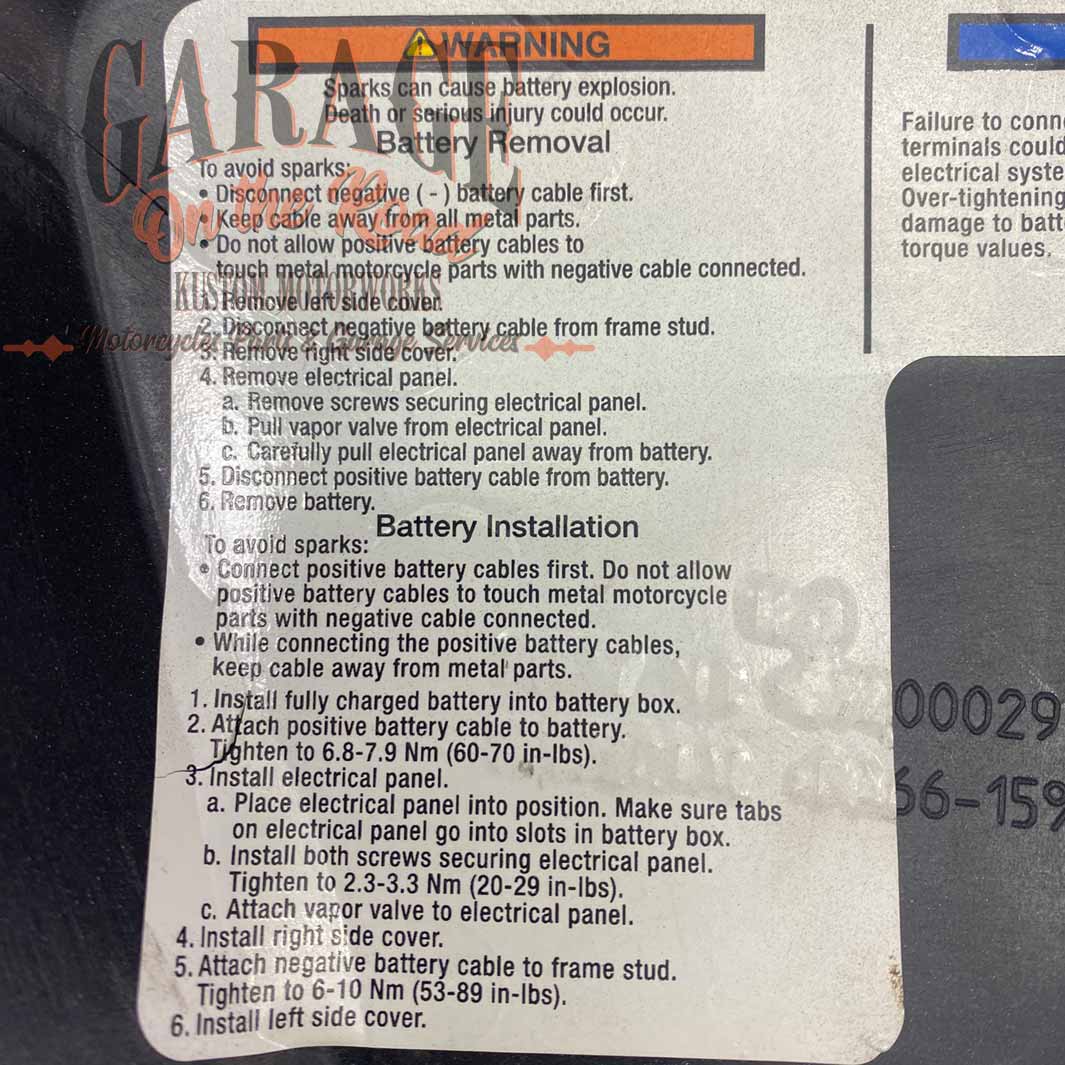 WARNING
Sparks can cause battery explosion.
Death or serious injury could occur.
Battery Removal
To avoid sparks:
• Disconnect negative ( - ) battery cable first.
• Keep cable away from all metal parts.
• Do not allow positive battery cables to
touch metal motorcycle parts with negative cable connected.
1. Remove left side cover.
2. Disconnect negative battery cable from frame stud.
3. Remove right side cover.
4. Remove electrical panel.
a. Remove screws securing electrical panel.
b. Pull vapor valve from electrical panel.
c. Carefully pull electrical panel away from battery.
5. Disconnect positive battery cable from battery.
6. Remove battery.
Battery Installation
To avoid sparks:
• Connect positive battery cables first. Do not allow
positive battery cables to touch metal motorcycle
parts with negative cable connected.
• While connecting the positive battery cables,
keep cable away from metal parts.
1. Install fully charged battery into battery box.
2. Attach positive battery cable to battery.
Tighten to 6.8-7.9 Nm (60-70 in-lbs).
3. Install electrical panel.
a. Place electrical panel into position. Make sure tabs
on electrical panel go into slots in battery box.
b. Install both screws securing electrical panel.
Tighten to 2.3-3.3 Nm (20-29 in-lbs).
c. Attach vapor valve to electrical panel.
4. Install right side cover.
5. Attach negative battery cable to frame stud.
Tighten to 6-10 Nm (53-89 in-lbs).
6. Install left side cover.
Failure to conn
terminals could
electrical syste
Over-tightening
damage to batt
torque values.
00029
66-159
GARAGE
On the Road
KUSTOM MOTORWORKS
Motorcycles Parts & Garage Services